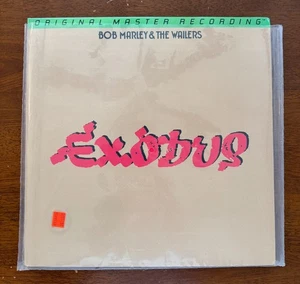 ORIGINAL MASTER RECORDING
BOB MARLEY & THE WAILERS
EXODUS